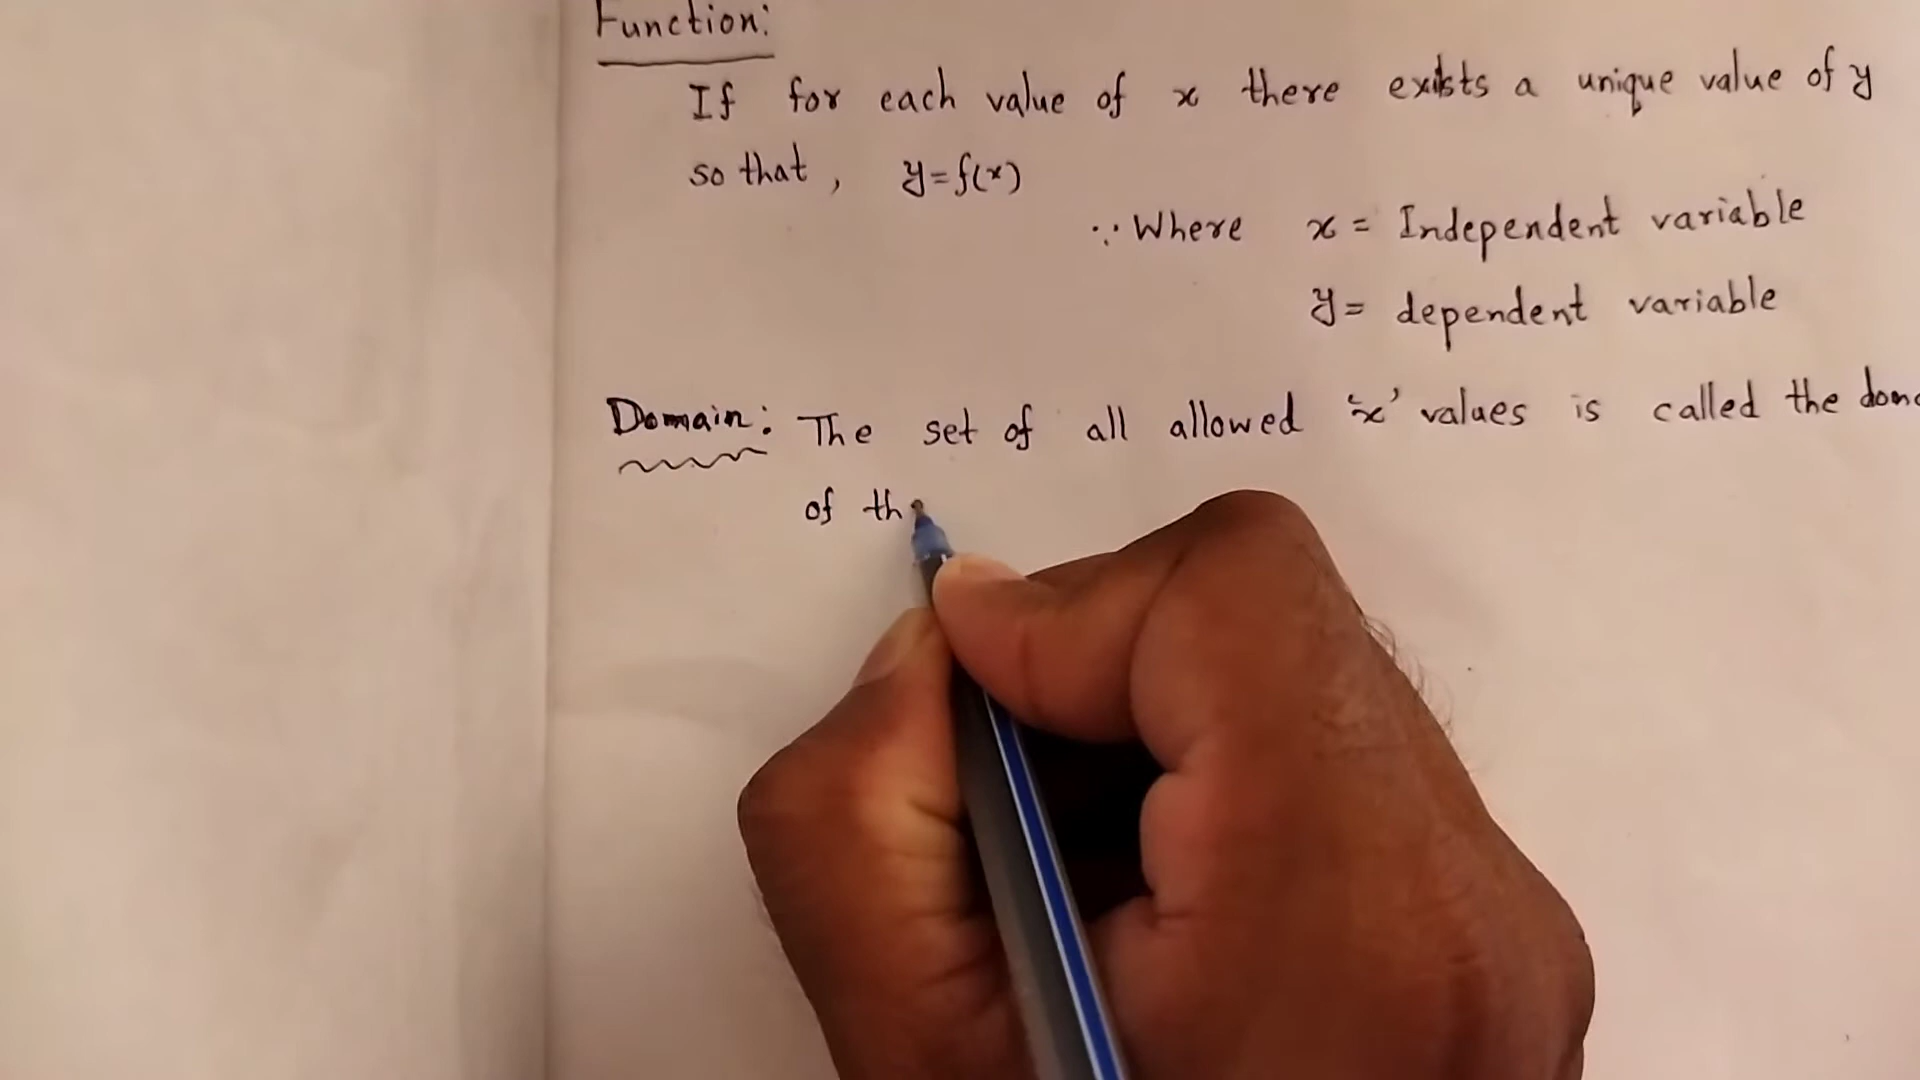 Function:
If for each value of x there exists a unique value of y
so that, y=f(x)
∵ Where x = Independent variable
y = dependent variable
Domain: The set of all allowed 'x' values is called the
of th